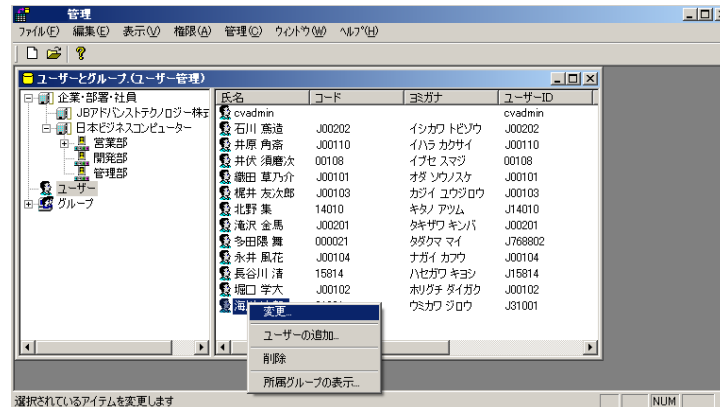 管理
ファイル(F) 編集(E) 表示(V) 権限(A) 管理(C) ウィンドウ(W) ヘルプ(H)
ユーザーとグループ.(ユーザー管理)
企業・部署・社員
JBアドバンストテクノロジー株式
日本ビジネスコンピューター
営業部
開発部
管理部
ユーザー
グループ
氏名 コード ヨミガナ ユーザーID
cvadmin cvadmin
石川 鳶造 J00202 イシカワ トビゾウ J00202
井原 角斎 J00110 イハラ カクサイ J00110
井伏 須磨次 00108 イブセ スマジ 00108
織田 草乃介 J00101 オダ ソウノスケ J00101
梶井 友次郎 J00103 カジイ ユウジロウ J00103
北野 集 14010 キタノ アツム J14010
滝沢 金馬 J00201 タキザワ キンバ J00201
多田隈 舞 000021 タダクマ マイ J768802
永井 風花 J00104 ナガイ カフウ J00104
長谷川 清 15814 ハセガワ キヨシ J15814
堀口 学大 J00102 ホリグチ ダイガク J00102
ウミカワ ジロウ J31001
変更...
ユーザーの追加...
削除
所属グループの表示...
選択されているアイテムを変更します NUM